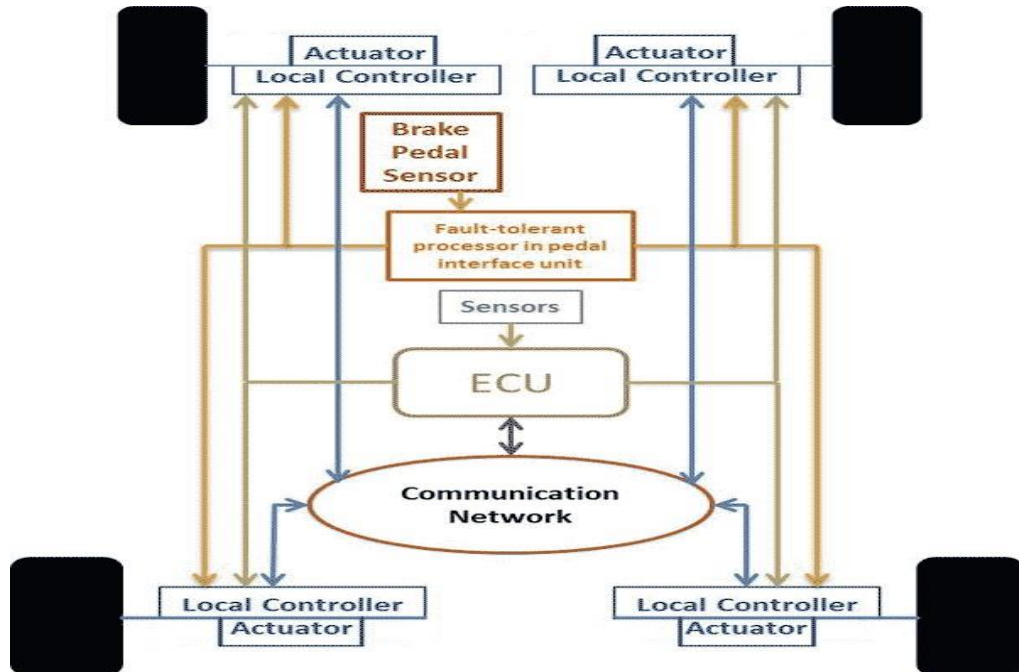 Actuator
Local Controller
Actuator
Local Controller
Brake
Pedal
Sensor
Fault-tolerant
processor in pedal
interface unit
Sensors
ECU
Communication
Network
Local Controller
Actuator
Local Controller
Actuator